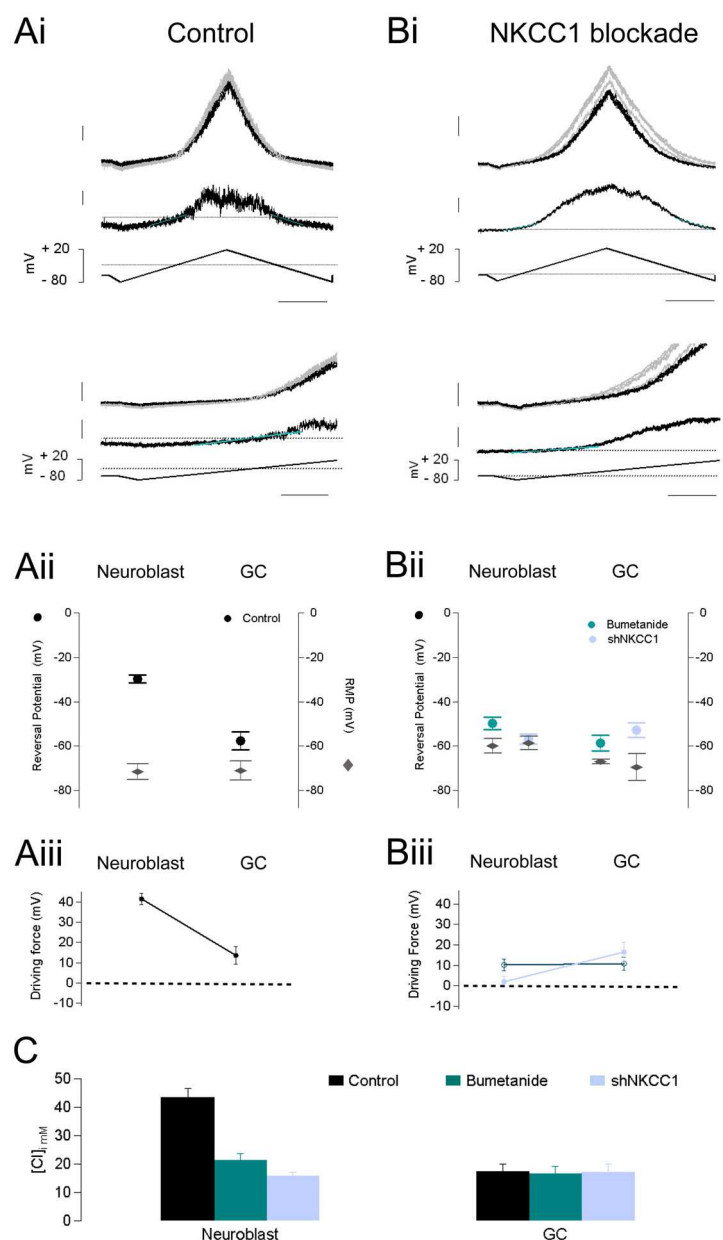 Ai Control
Bi NKCC1 blockade
mV + 20 - 80
mV + 20 - 80
mV + 20 - 80
mV + 20 - 80
Aii
Neuroblast GC
Control
0 -20 -40 -60 -80
Reversal Potential (mV)
0 -20 -40 -60 -80
RMP (mV)
Bii
Neuroblast GC
Bumetanide
shNKCC1
0 -20 -40 -60 -80
Reversal Potential (mV)
0 -20 -40 -60 -80
Aiii
Neuroblast GC
Driving force (mV)
40 30 20 10 0 -10
Biii
Neuroblast GC
Driving Force (mV)
40 30 20 10 0 -10
C
Control Bumetanide shNKCC1
[Cl]i mM
50 40 30 20 10 0
Neuroblast GC